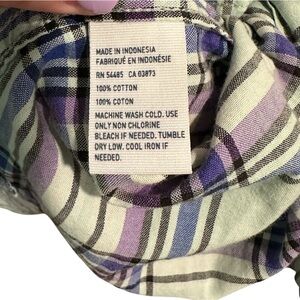 MADE IN INDONESIA
FABRIQUÉ EN INDONÉSIE
RN 54485 CA 03873
100% COTTON
100% COTON
MACHINE WASH COLD. USE
ONLY NON CHLORINE
BLEACH IF NEEDED. TUMBLE
DRY LOW. COOL IRON IF
NEEDED.